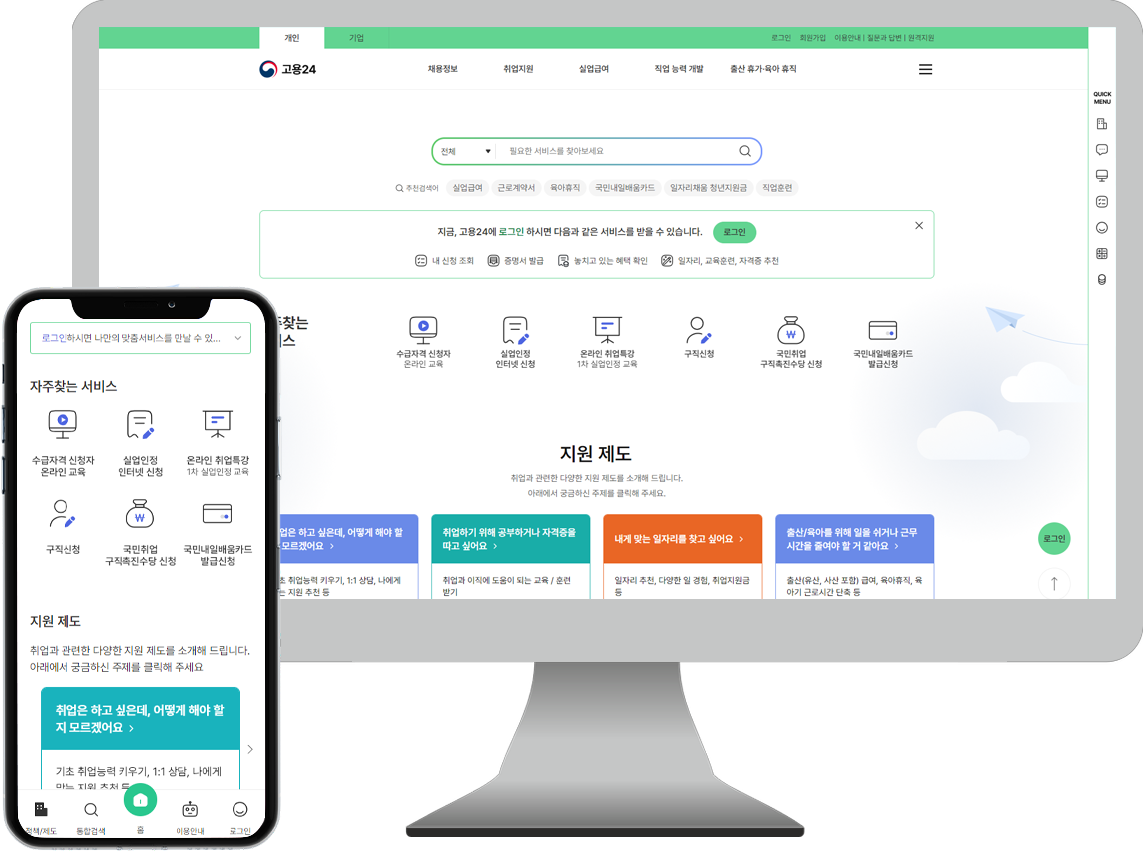 개인
기업
로그인 회원가입 이용안내 | 질문과 답변 | 원격지원
고용24
채용정보 취업지원 실업급여 직업 능력 개발 출산 휴가·육아 휴직
QUICK
MENU
전체 ▼ 필요한 서비스를 찾아보세요
추천검색어 실업급여 근로계약서 육아휴직 국민내일배움카드 일자리채움 청년지원금 직업훈련
지금, 고용24에 로그인 하시면 다음과 같은 서비스를 받을 수 있습니다. 로그인
내 신청 조회 증명서 발급 놓치고 있는 혜택 확인 일자리, 교육훈련, 자격증 추천
찾는
스
수급자격 신청자
온라인 교육
실업인정
인터넷 신청
온라인 취업특강
1차 실업인정 교육
구직신청
국민취업
구직촉진수당 신청
국민내일배움카드
발급신청
지원 제도
취업과 관련한 다양한 지원 제도를 소개해 드립니다.
아래에서 궁금하신 주제를 클릭해 주세요.
업은 하고 싶은데, 어떻게 해야 할
모르겠어요 >
초 취업능력 키우기, 1:1 상담, 나에게
는 지원 추천 등
취업하기 위해 공부하거나 자격증을
따고 싶어요 >
취업과 이직에 도움이 되는 교육 / 훈련
받기
내게 맞는 일자리를 찾고 싶어요 >
일자리 추천, 다양한 일 경험, 취업지원금
등
출산/육아를 위해 일을 쉬거나 근무
시간을 줄여야 할 거 같아요 >
출산(유산, 사산 포함) 급여, 육아휴직, 육
아기 근로시간 단축 등
로그인
로그인하시면 나만의 맞춤서비스를 만날 수 있...
자주찾는 서비스
수급자격 신청자
온라인 교육
실업인정
인터넷 신청
온라인 취업특강
1차 실업인정 교육
구직신청
국민취업
구직촉진수당 신청
국민내일배움카드
발급신청
지원 제도
취업과 관련한 다양한 지원 제도를 소개해 드립니다.
아래에서 궁금하신 주제를 클릭해 주세요
취업은 하고 싶은데, 어떻게 해야 할
지 모르겠어요 >
기초 취업능력 키우기, 1:1 상담, 나에게
맞는 지원 추천 등
정책/제도 통합검색 홈 이용안내 로그인